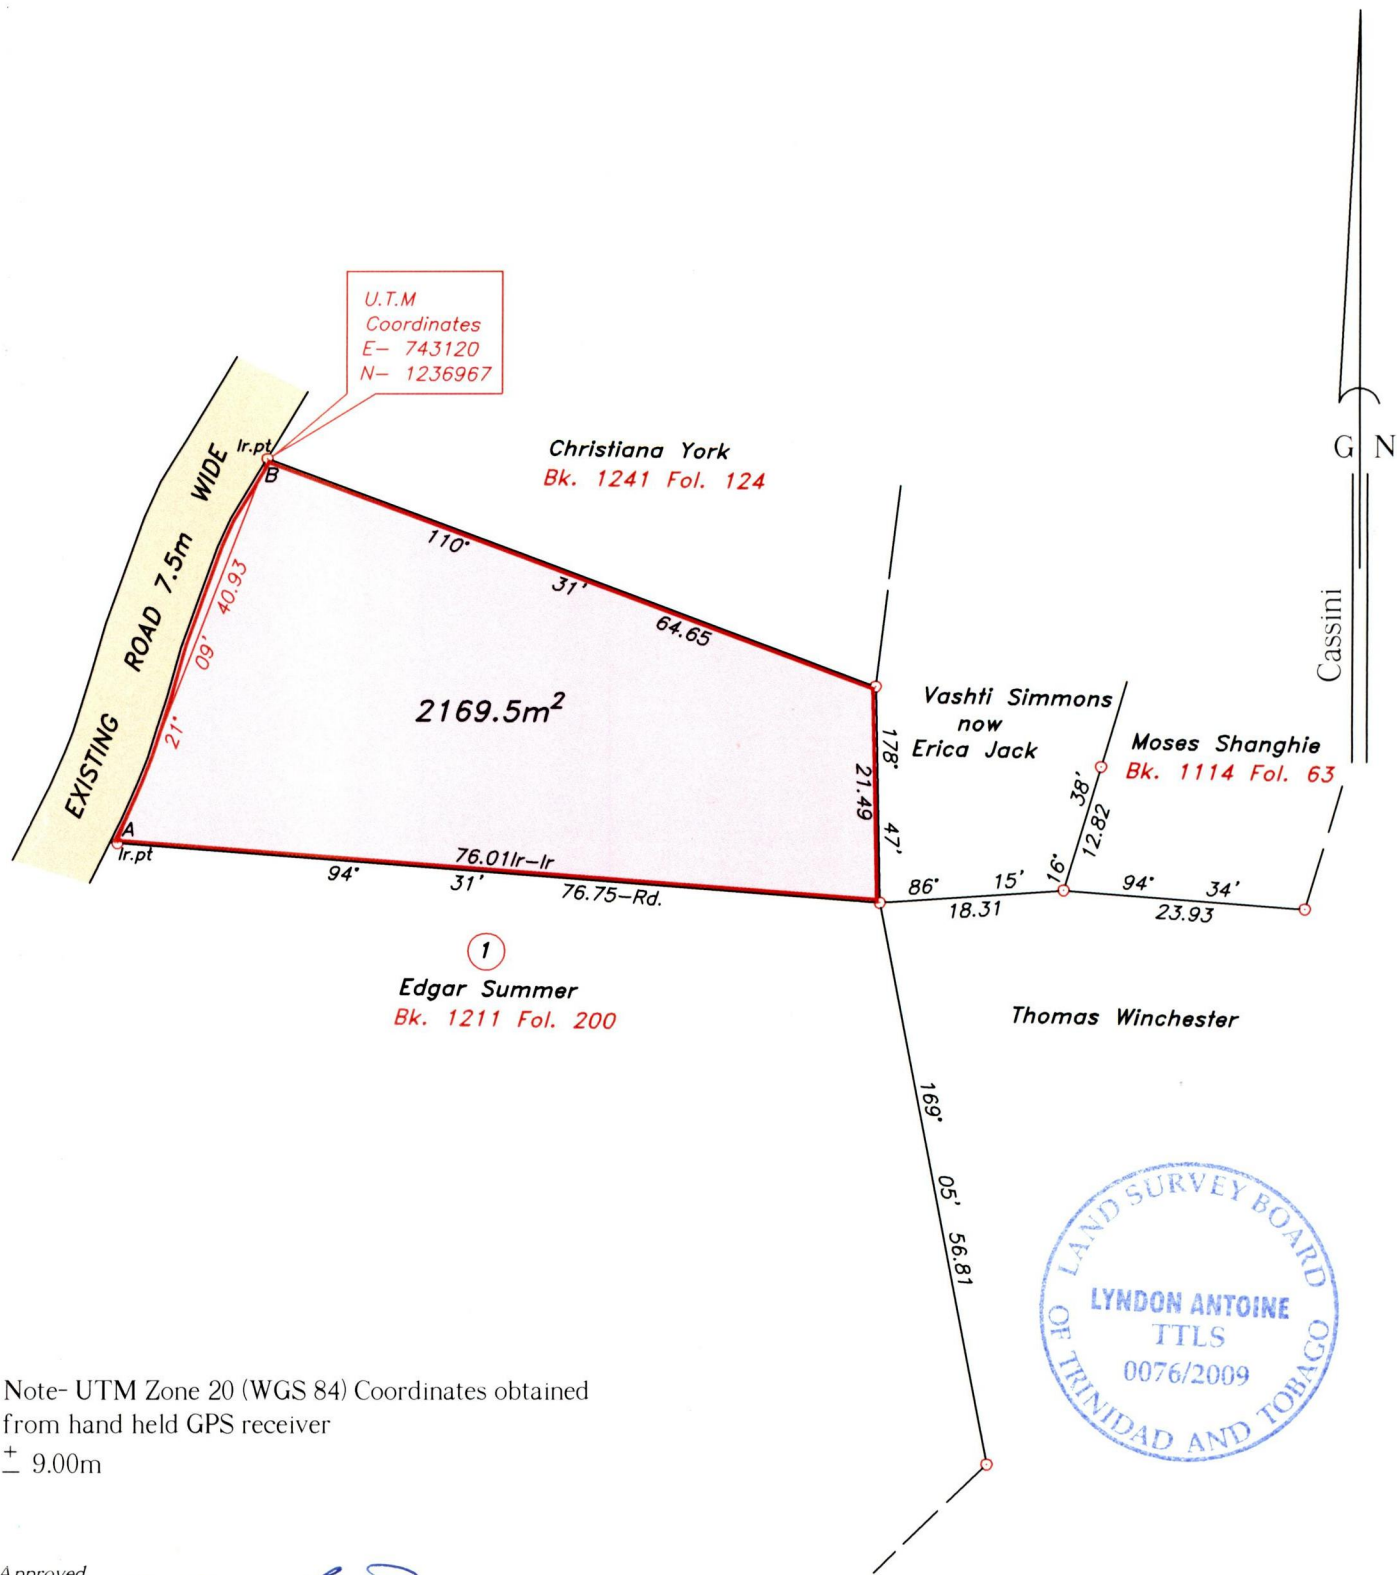 U.T.M
Coordinates
E- 743120
N- 1236967
Ir.pt
B
Christiana York
Bk. 1241 Fol. 124
G N
Cassini
EXISTING ROAD 7.5m WIDE
21° 09' 40.93
110° 31' 64.65
2169.5m²
178° 47'
21.49
Vashti Simmons
now
Erica Jack
Moses Shanghie
Bk. 1114 Fol. 63
16° 38'
12.82
A
Ir.pt
76.01Ir-Ir
94° 31' 76.75-Rd.
86° 15'
18.31
94° 34'
23.93
1
Edgar Summer
Bk. 1211 Fol. 200
Thomas Winchester
169° 05' 56.81
LAND SURVEY BOARD
LYNDON ANTOINE
TTLS
0076/2009
OF TRINIDAD AND TOBAGO
Note- UTM Zone 20 (WGS 84) Coordinates obtained
from hand held GPS receiver
± 9.00m
Approved